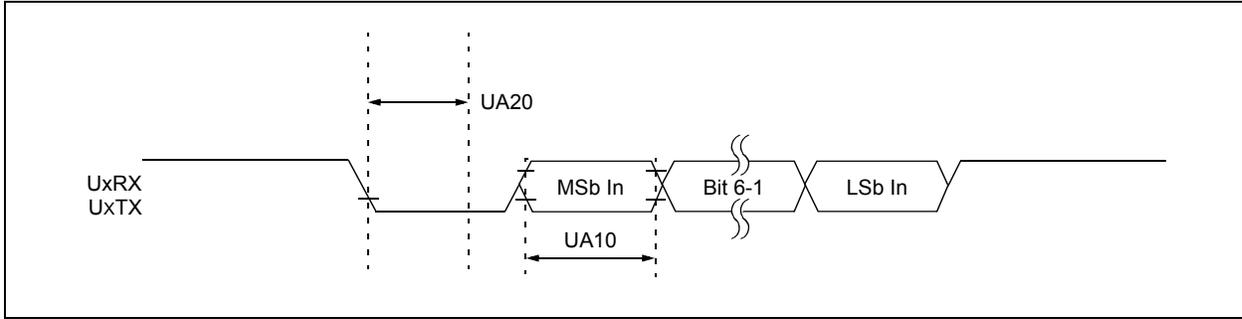 UA20
UxRX
UxTX
MSb In
Bit 6-1
LSb In
UA10